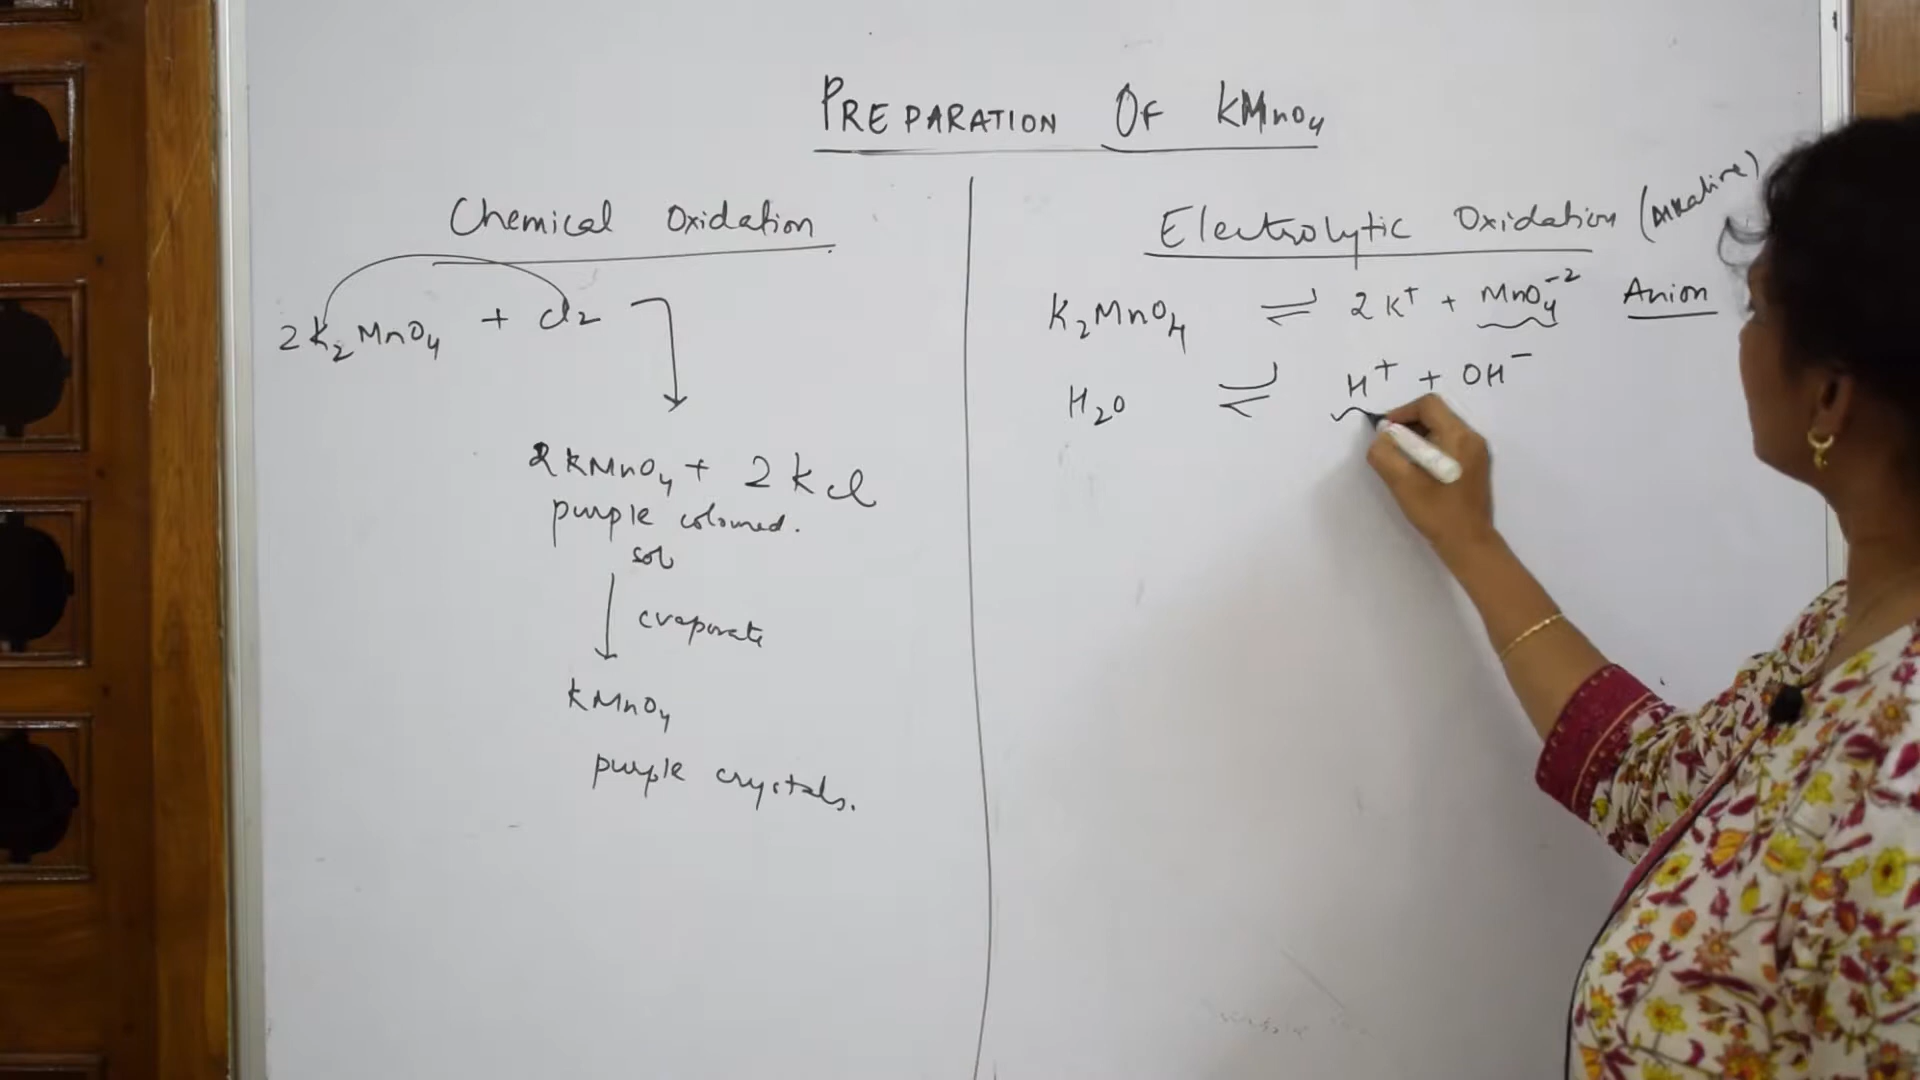 PREPARATION OF KMnO₄
Chemical Oxidation
2K₂MnO₄ + Cl₂
2KMnO₄ + 2KCl
purple coloured.
sol
evaporate
KMnO₄
purple crystals.
Electrolytic Oxidation (Alkaline)
K₂MnO₄ ⇌ 2K⁺ + MnO₄⁻² Anion
H₂O ⇌ H⁺ + OH⁻